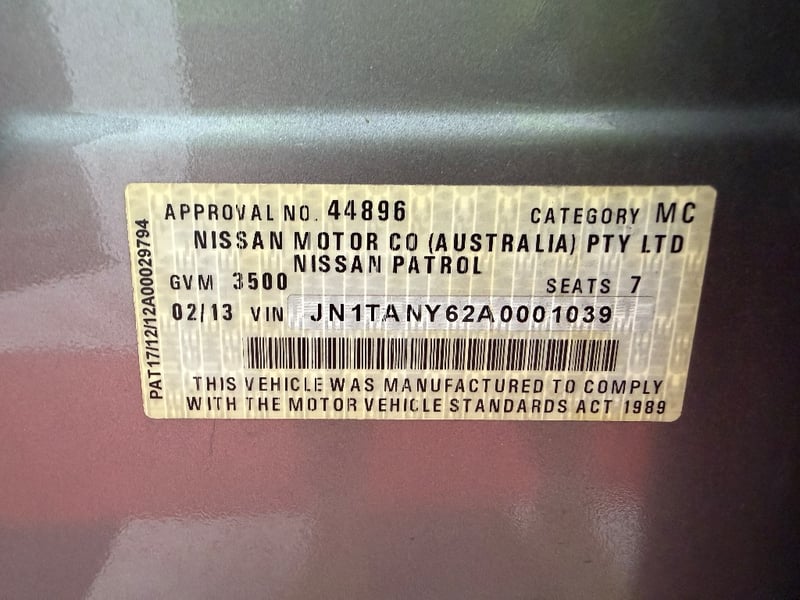 APPROVAL NO. 44896 CATEGORY MC
NISSAN MOTOR CO (AUSTRALIA) PTY LTD
NISSAN PATROL
GVM 3500 SEATS 7
02/13 VIN JN1TANY62A0001039
THIS VEHICLE WAS MANUFACTURED TO COMPLY
WITH THE MOTOR VEHICLE STANDARDS ACT 1989
PAT17/12/12A00029794